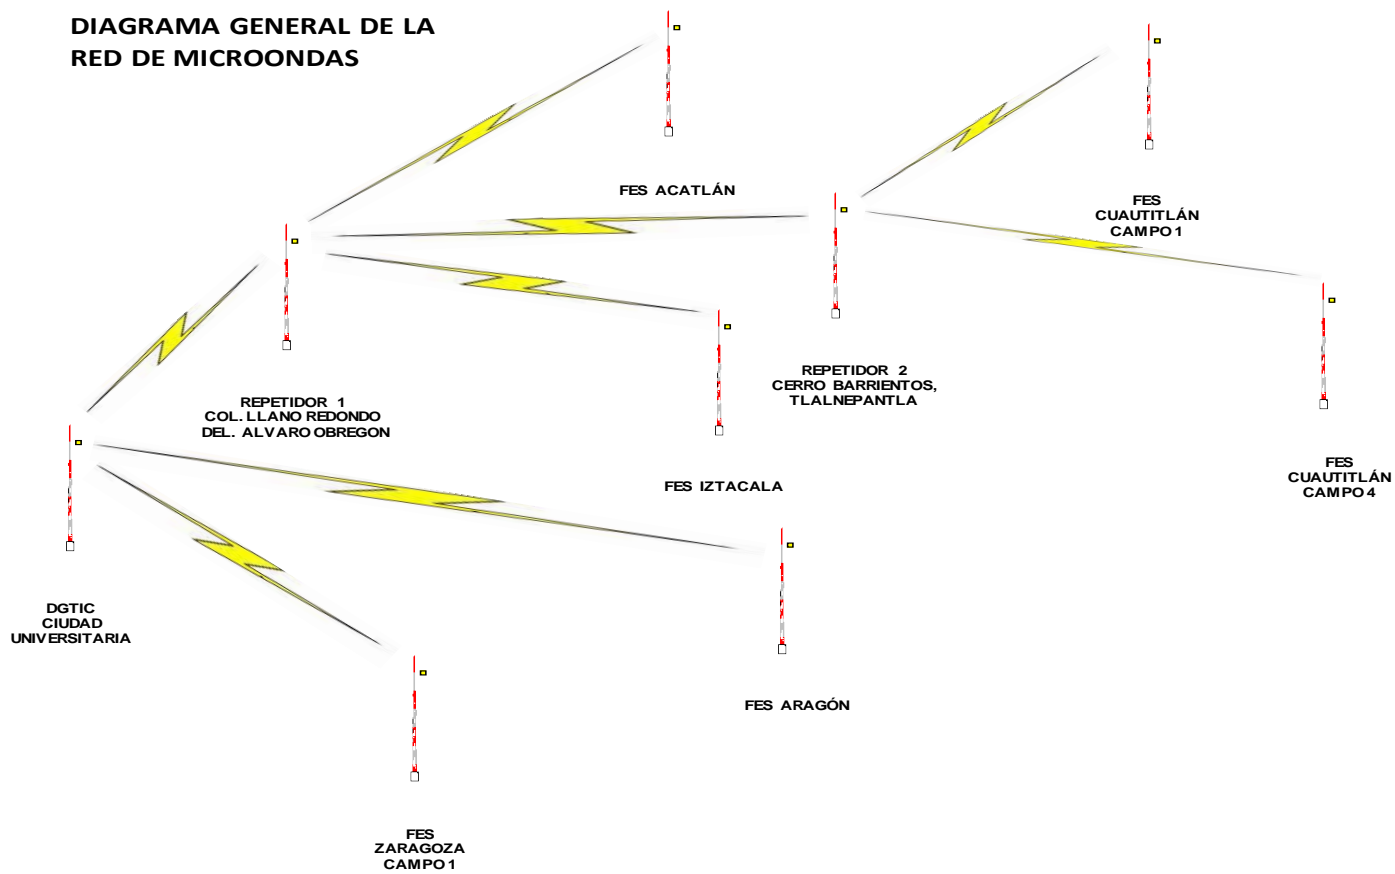 DIAGRAMA GENERAL DE LA
RED DE MICROONDAS
FES ACATLÁN
FES
CUAUTITLÁN
CAMPO 1
REPETIDOR 2
CERRO BARRIENTOS,
TLALNEPANTLA
REPETIDOR 1
COL. LLANO REDONDO
DEL. ALVARO OBREGON
FES IZTACALA
FES
CUAUTITLÁN
CAMPO 4
DGTIC
CIUDAD
UNIVERSITARIA
FES ARAGÓN
FES
ZARAGOZA
CAMPO 1